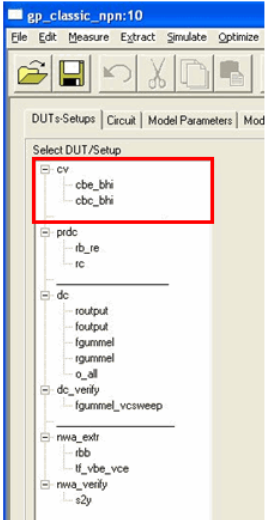 gp_classic_npn:10
File Edit Measure Extract Simulate Optimize
DUTs-Setups Circuit Model Parameters Mod
Select DUT/Setup
cv
cbe_bhi
cbc_bhi
prdc
rb_re
rc
dc
routput
foutput
fgummel
rgummel
o_all
dc_verify
fgummel_vcsweep
nwa_extr
rbb
tf_vbe_vce
nwa_verify
s2y